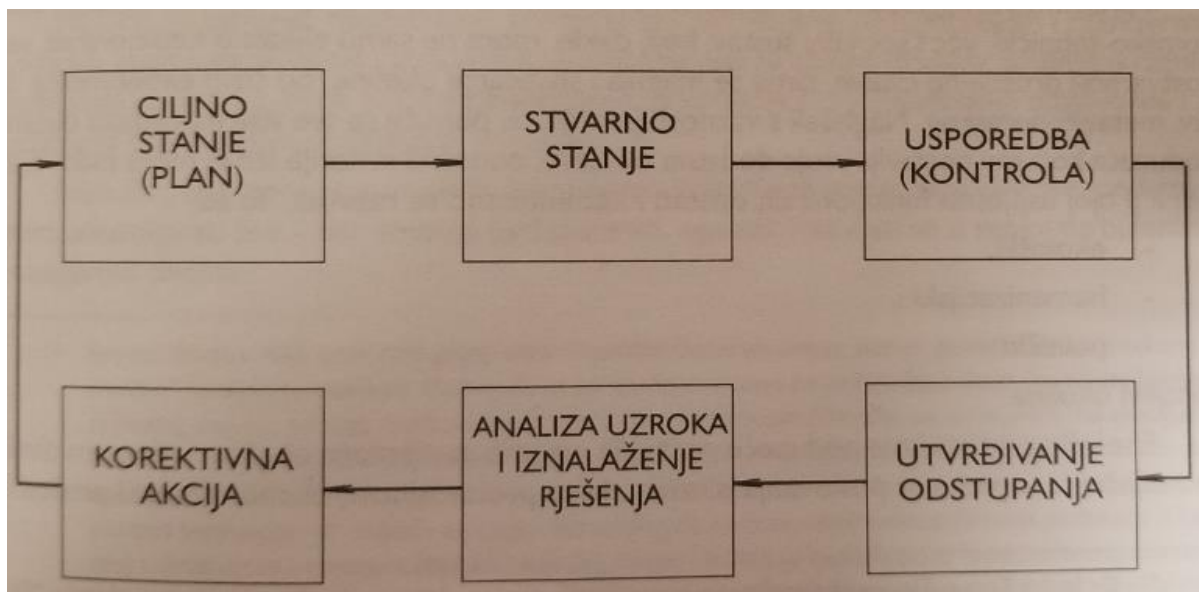 CILJNO
STANJE
(PLAN)
STVARNO
STANJE
USPOREDBA
(KONTROLA)
UTVRĐIVANJE
ODSTUPANJA
ANALIZA UZROKA
I IZNALAŽENJE
RJEŠENJA
KOREKTIVNA
AKCIJA